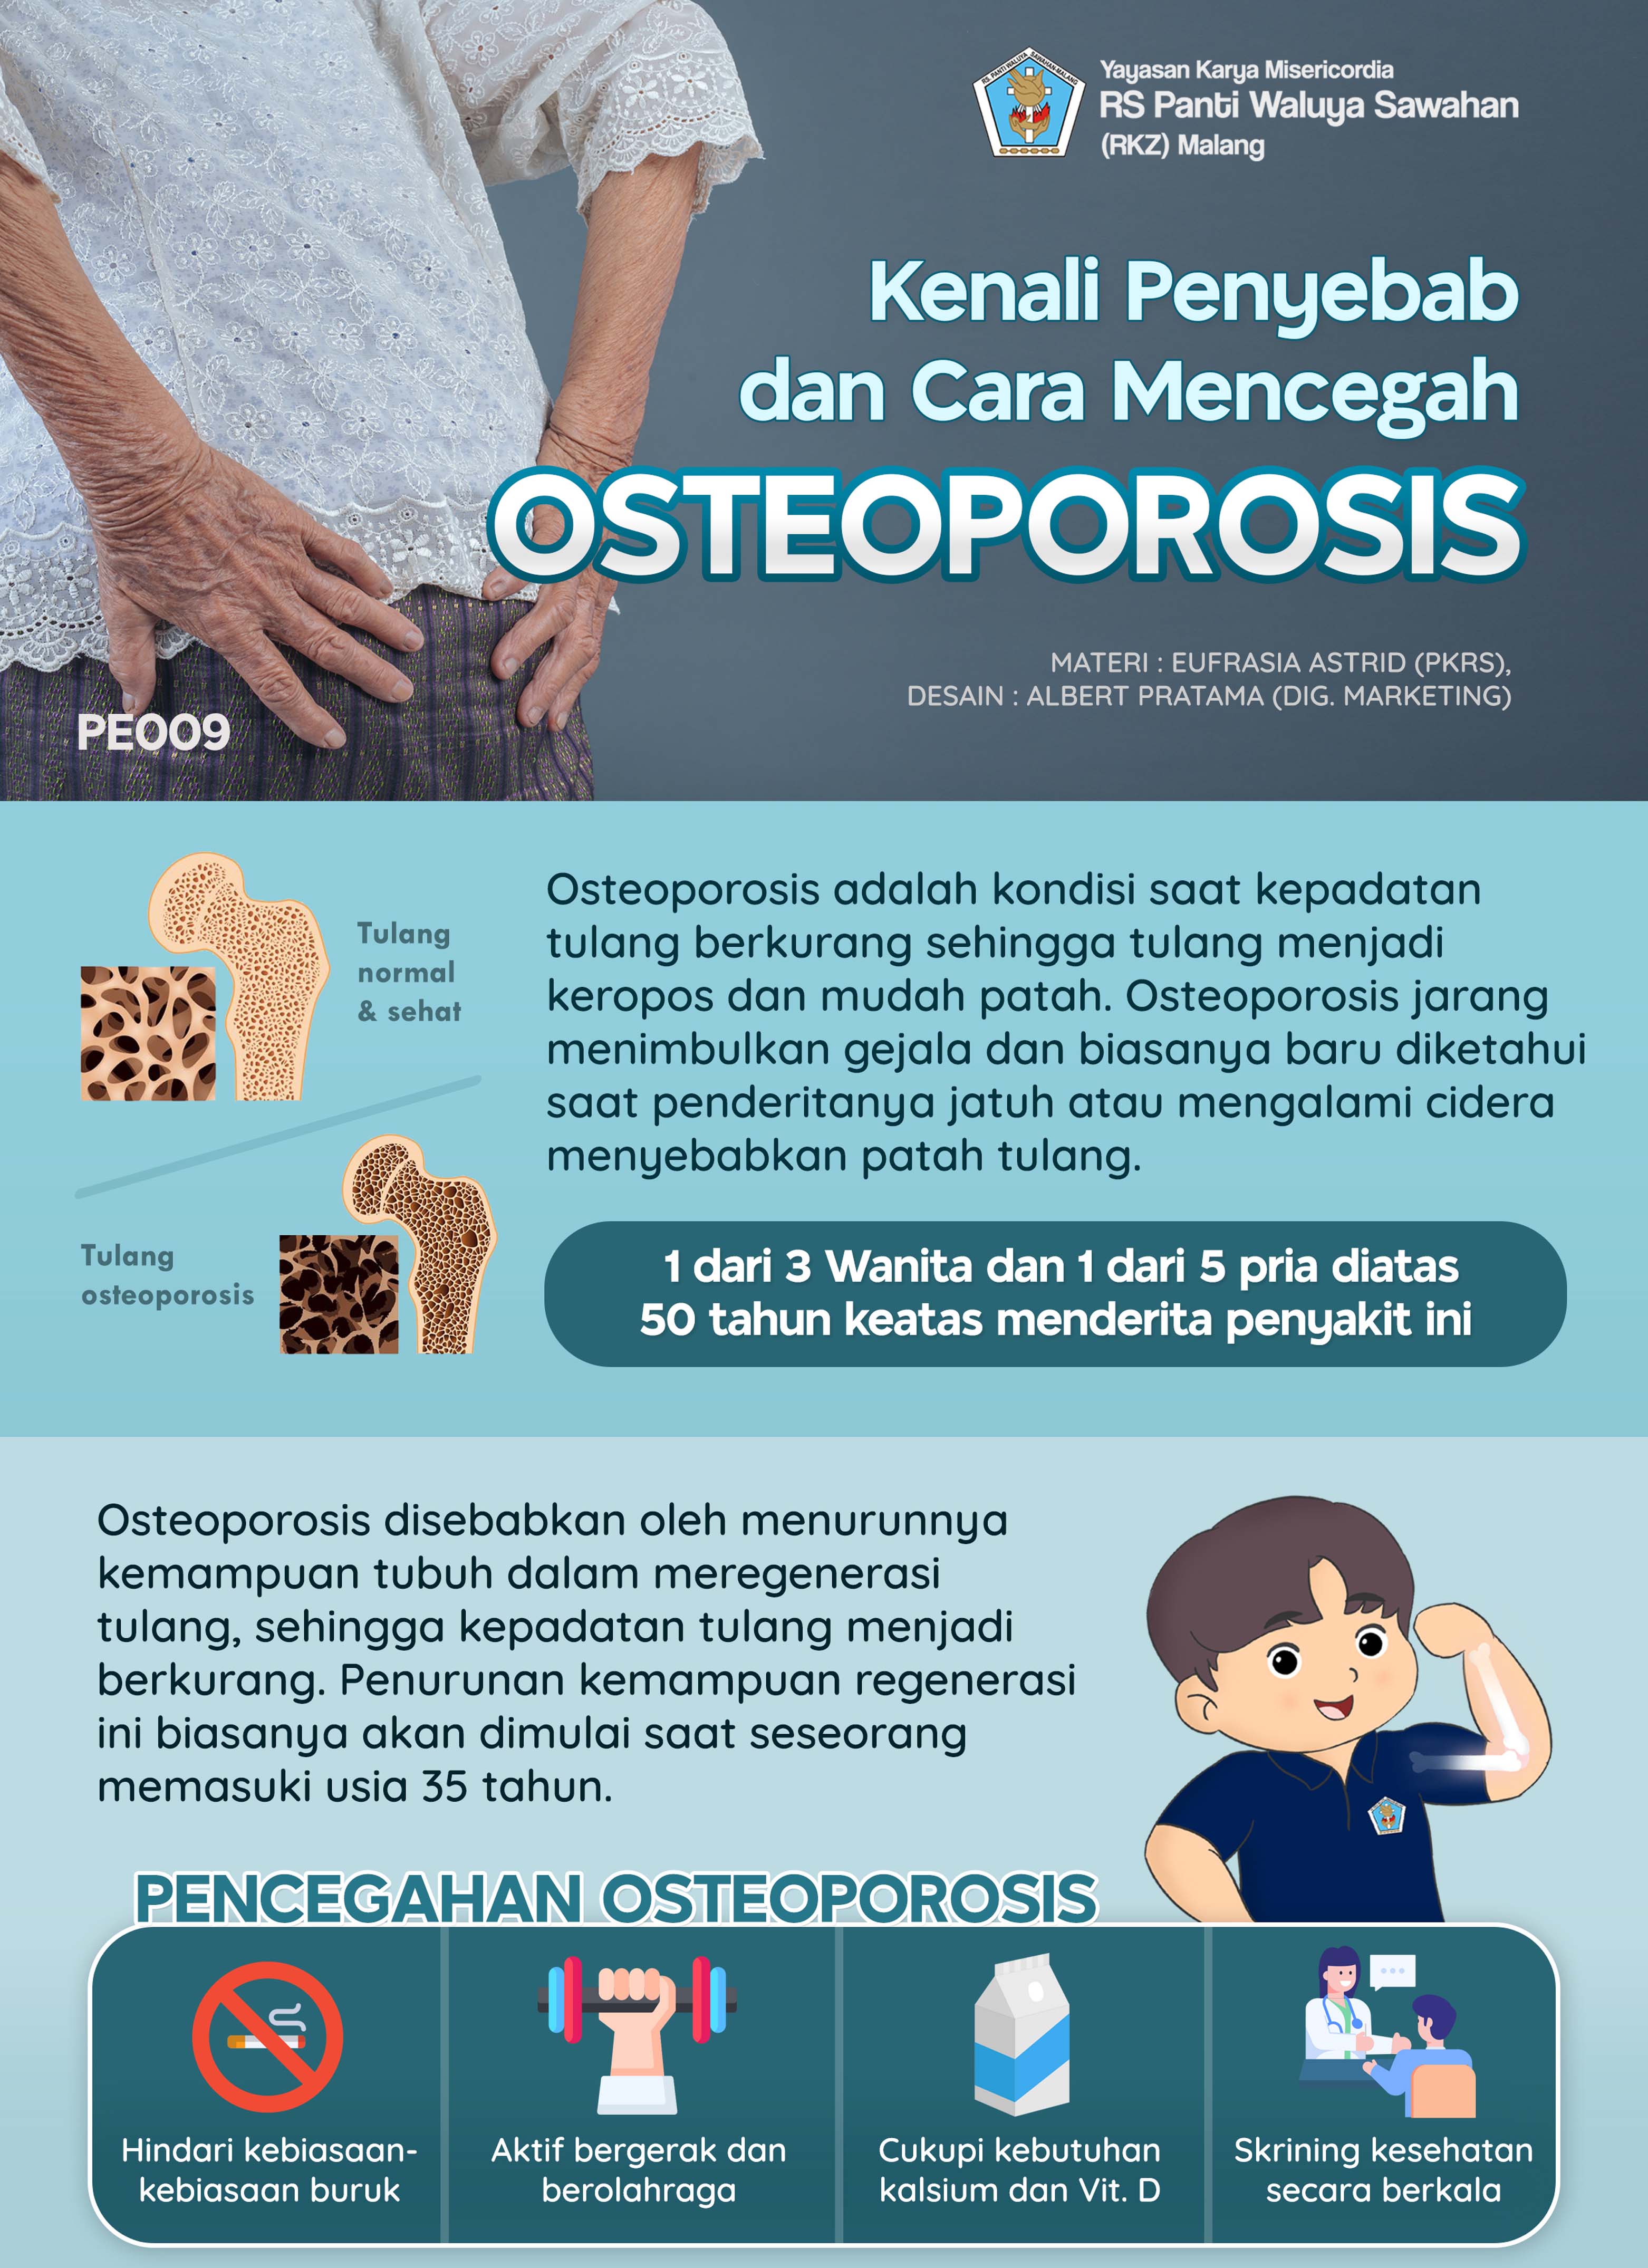 RS. PANTI WALUYA SAWAHAN-MALANG
Yayasan Karya Misericordia
RS Panti Waluya Sawahan
(RKZ) Malang
Kenali Penyebab
dan Cara Mencegah
OSTEOPOROSIS
MATERI : EUFRASIA ASTRID (PKRS),
DESAIN : ALBERT PRATAMA (DIG. MARKETING)
PE009
Tulang
normal
& sehat
Tulang
osteoporosis
Osteoporosis adalah kondisi saat kepadatan
tulang berkurang sehingga tulang menjadi
keropos dan mudah patah. Osteoporosis jarang
menimbulkan gejala dan biasanya baru diketahui
saat penderitanya jatuh atau mengalami cidera
menyebabkan patah tulang.
1 dari 3 Wanita dan 1 dari 5 pria diatas
50 tahun keatas menderita penyakit ini
Osteoporosis disebabkan oleh menurunnya
kemampuan tubuh dalam meregenerasi
tulang, sehingga kepadatan tulang menjadi
berkurang. Penurunan kemampuan regenerasi
ini biasanya akan dimulai saat seseorang
memasuki usia 35 tahun.
PENCEGAHAN OSTEOPOROSIS
Hindari kebiasaan-
kebiasaan buruk
Aktif bergerak dan
berolahraga
Cukupi kebutuhan
kalsium dan Vit. D
Skrining kesehatan
secara berkala